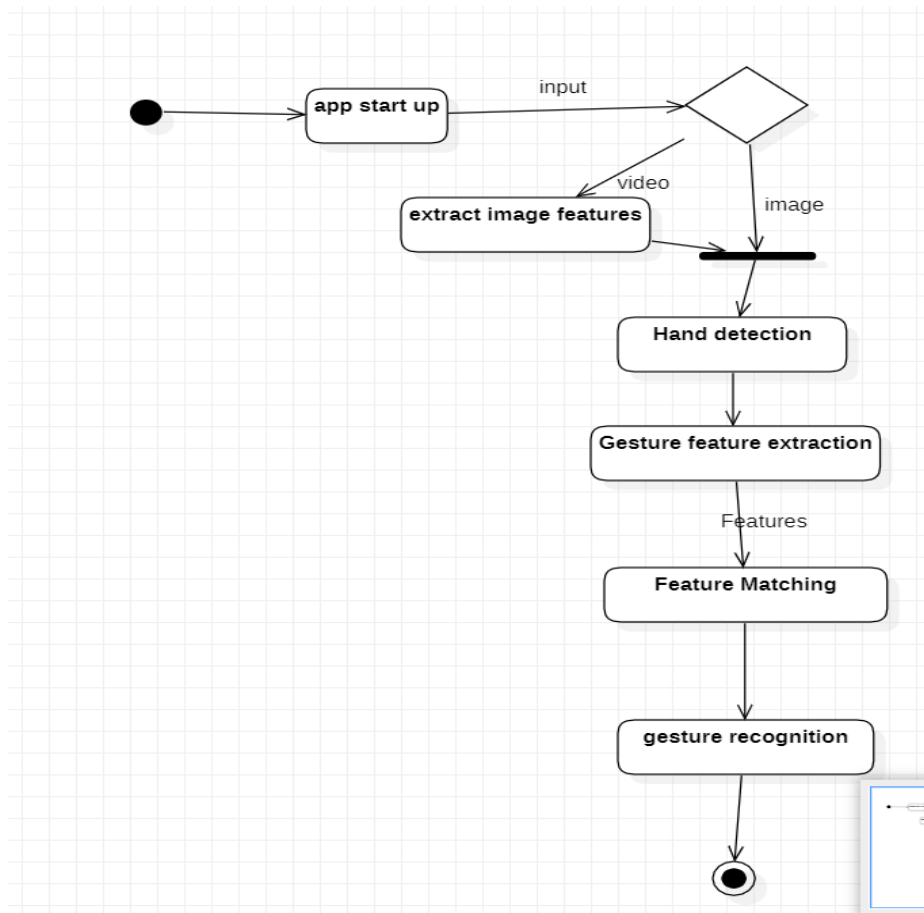 input
app start up
video
image
extract image features
Hand detection
Gesture feature extraction
Features
Feature Matching
gesture recognition